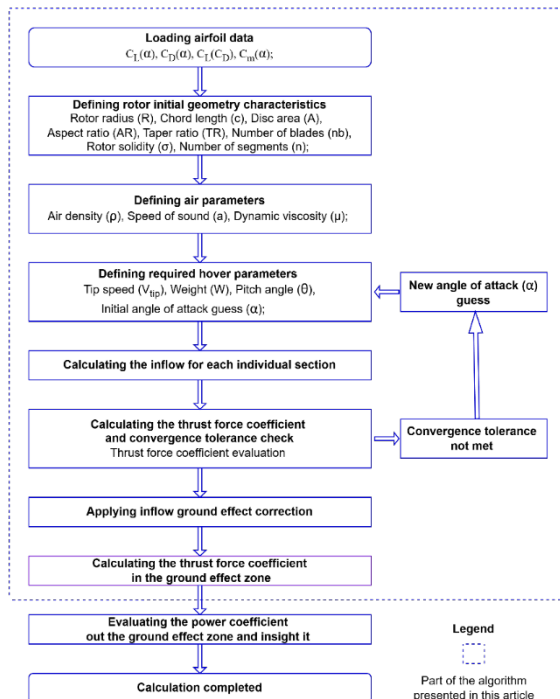 Loading airfoil data
C_L(α), C_D(α), C_L(C_D), C_m(α);
Defining rotor initial geometry characteristics
Rotor radius (R), Chord length (c), Disc area (A),
Aspect ratio (AR), Taper ratio (TR), Number of blades (nb),
Rotor solidity (σ), Number of segments (n);
Defining air parameters
Air density (ρ), Speed of sound (a), Dynamic viscosity (μ);
Defining required hover parameters
Tip speed (V_tip), Weight (W), Pitch angle (θ),
Initial angle of attack guess (α);
New angle of attack (α)
guess
Calculating the inflow for each individual section
Calculating the thrust force coefficient
and convergence tolerance check
Thrust force coefficient evaluation
Convergence tolerance
not met
Applying inflow ground effect correction
Calculating the thrust force coefficient
in the ground effect zone
Evaluating the power coefficient
out the ground effect zone and insight it
Calculation completed
Legend
Part of the algorithm
presented in this article